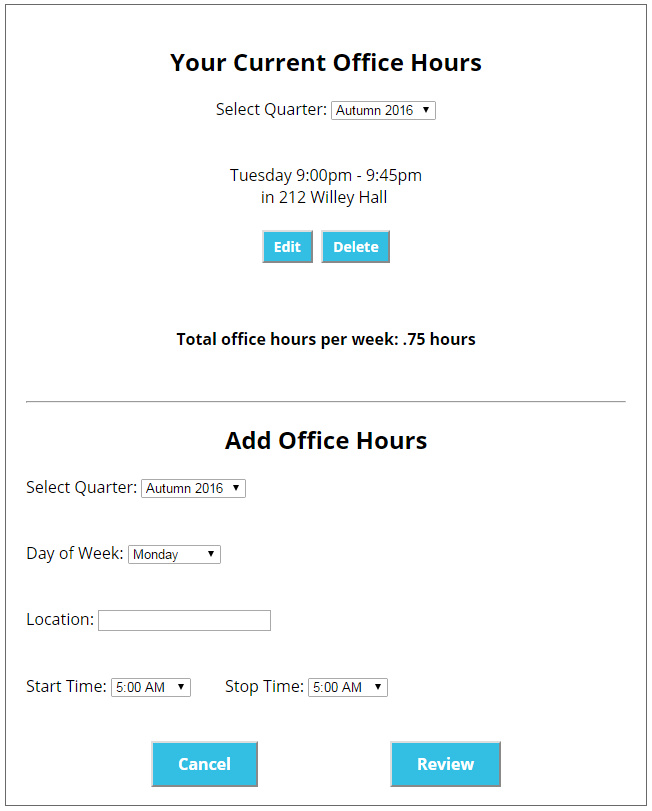 Your Current Office Hours
Select Quarter: Autumn 2016
Tuesday 9:00pm - 9:45pm
in 212 Willey Hall
Edit Delete
Total office hours per week: .75 hours
Add Office Hours
Select Quarter: Autumn 2016
Day of Week: Monday
Location:
Start Time: 5:00 AM Stop Time: 5:00 AM
Cancel Review